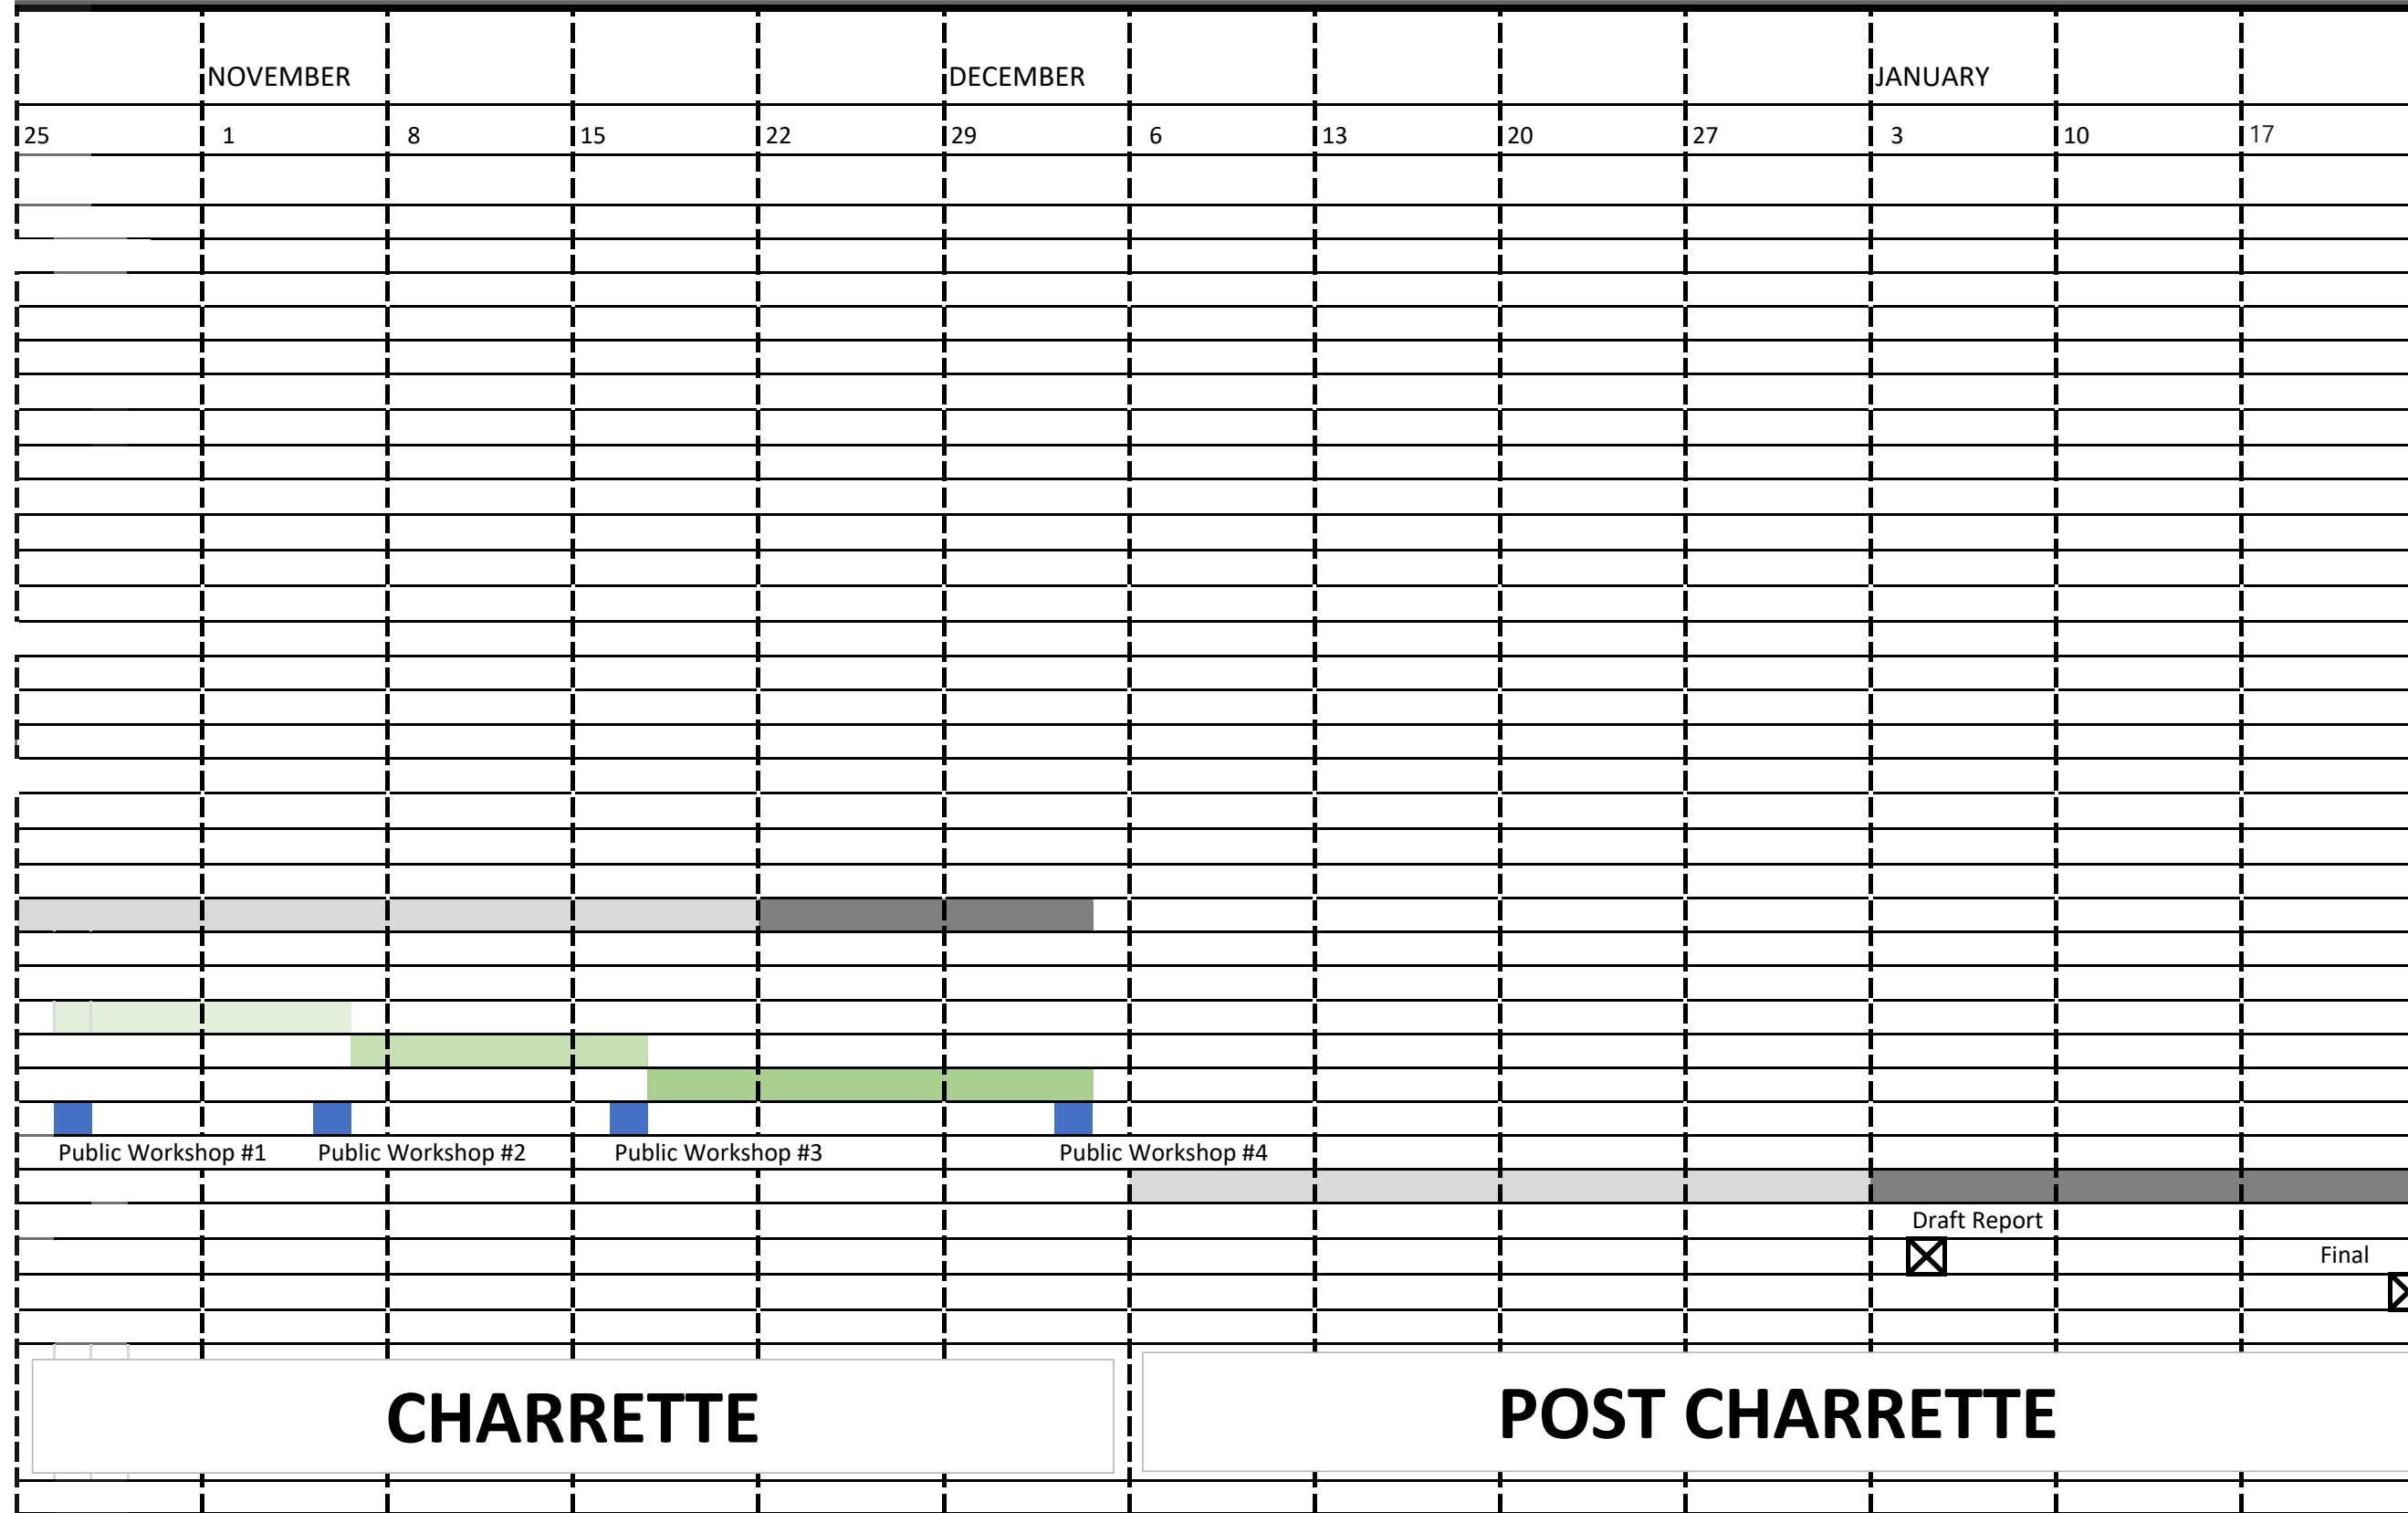 NOVEMBER DECEMBER JANUARY
25 1 8 15 22 29 6 13 20 27 3 10 17
Public Workshop #1 Public Workshop #2 Public Workshop #3 Public Workshop #4
Draft Report
Final
CHARRETTE POST CHARRETTE